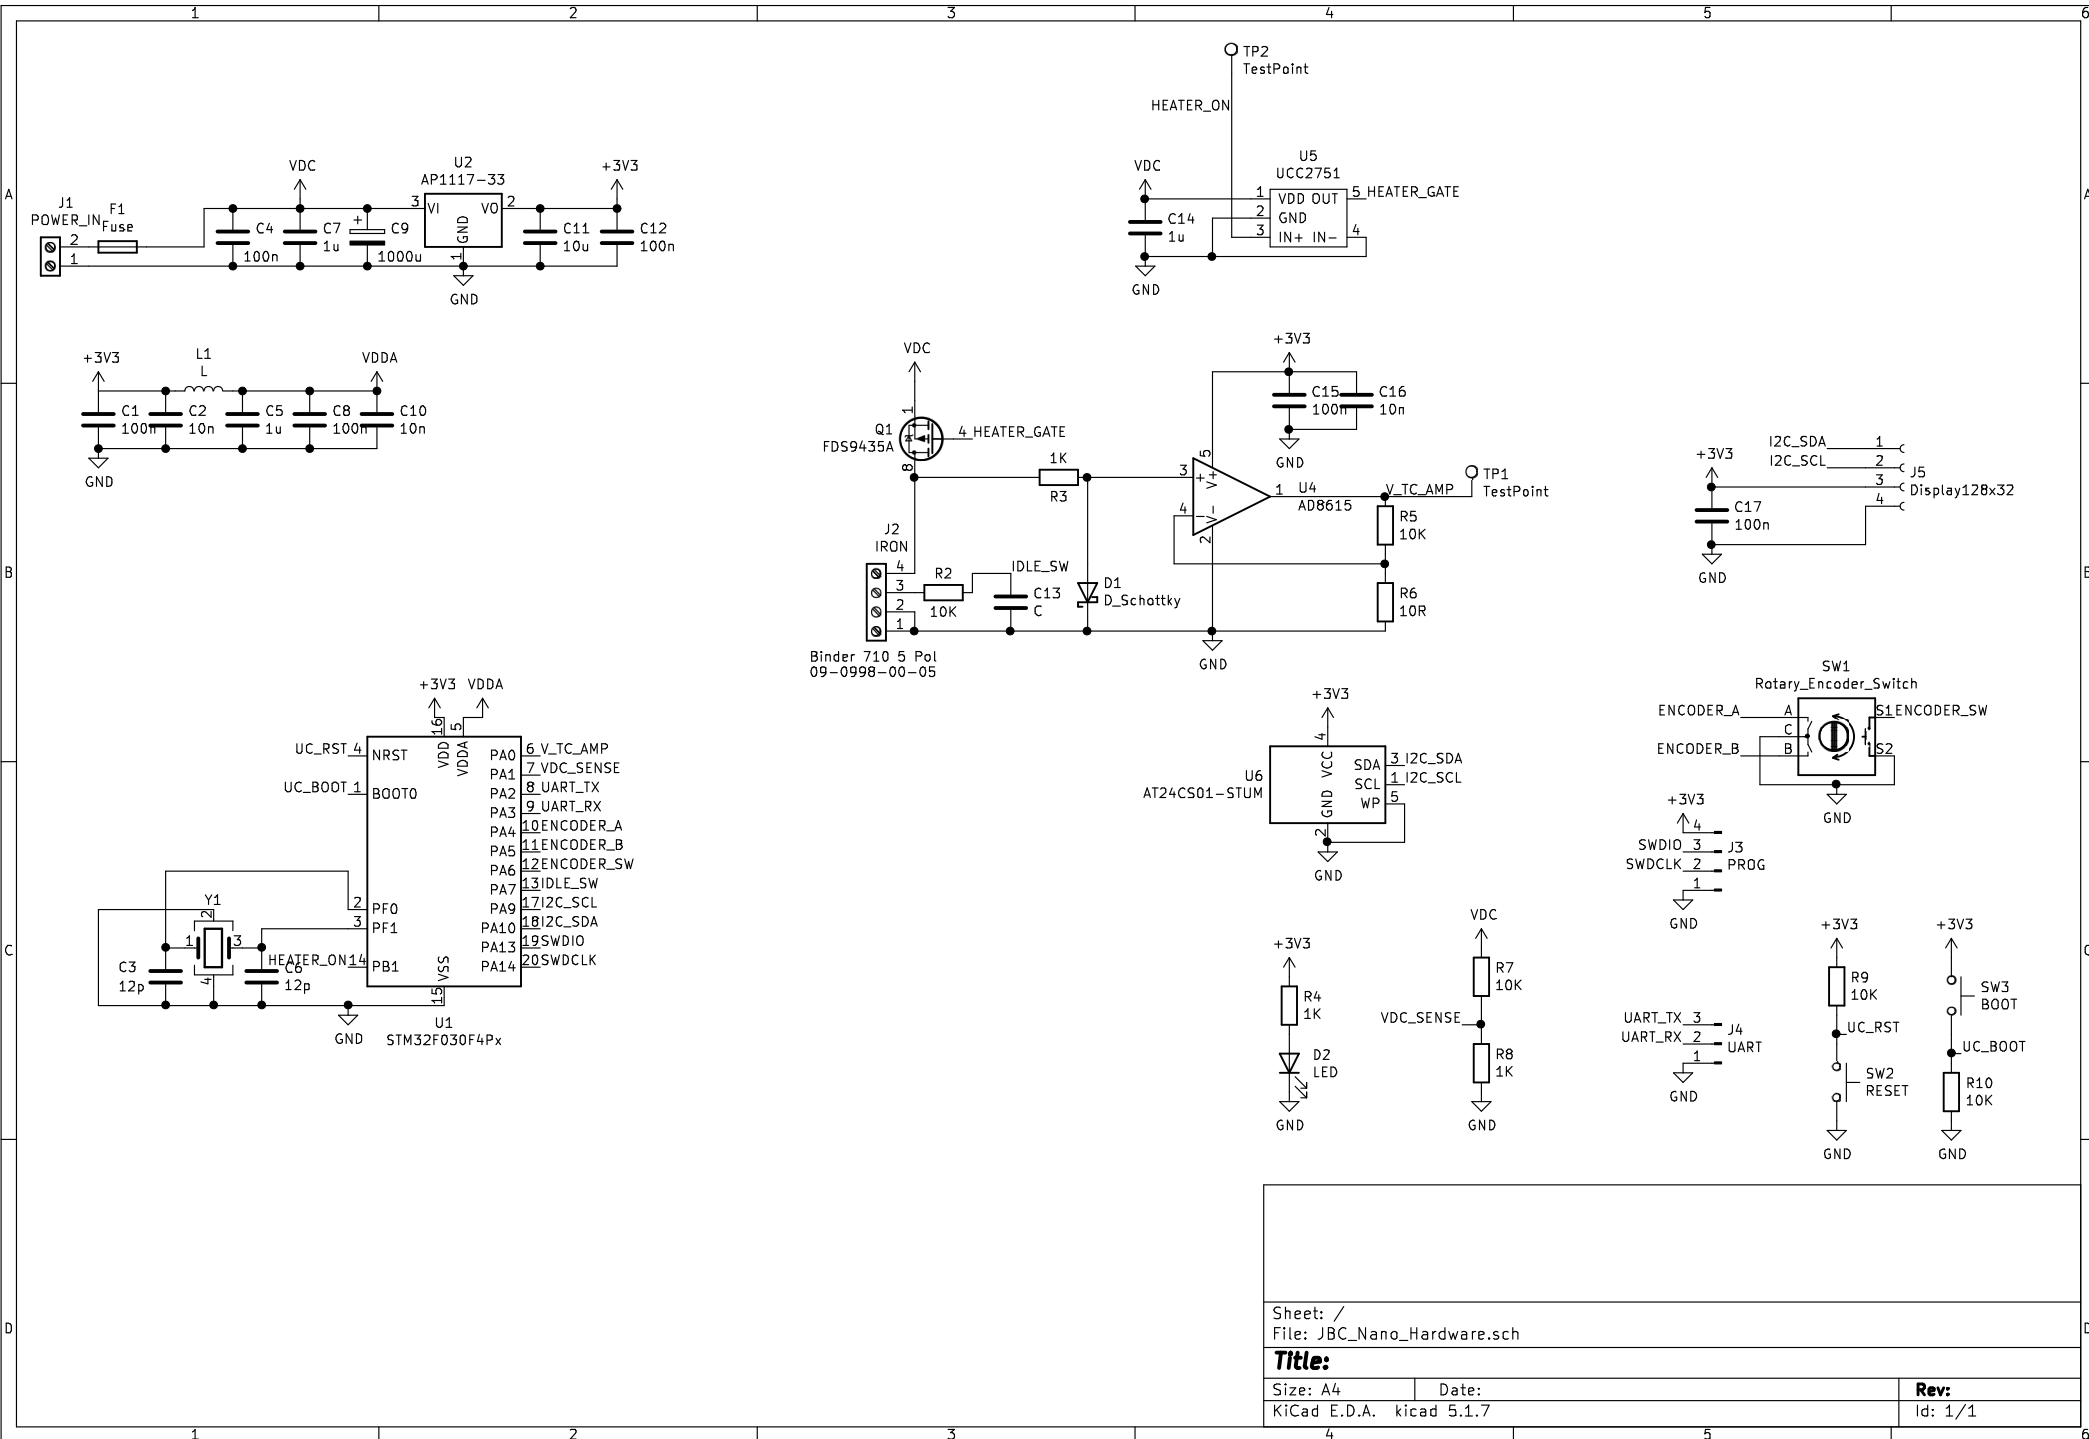 1 2 3 4 5 6
A
B
C
D
TP2
TestPoint
HEATER_ON
VDC
U5
UCC2751
1 VDD OUT 5 HEATER_GATE
2 GND
3 IN+ IN- 4
C14
1u
GND
J1
POWER_IN
2
1
F1
Fuse
VDC
C4
100n
C7
1u
+
C9
1000u
U2
AP1117-33
3 VI VO 2
GND
1
GND
+3V3
C11
10u
C12
100n
+3V3
L1
L
VDDA
C1
100n
C2
10n
C5
1u
C8
100n
C10
10n
GND
VDC
1
Q1
FDS9435A
4 HEATER_GATE
8
1K
R3
+3V3
C15
100n
C16
10n
GND
3 + V+ 5
4 - V- 2
1 U4
AD8615
V_TC_AMP
TP1
TestPoint
R5
10K
R6
10R
J2
IRON
4
3
2
1
R2
10K
IDLE_SW
C13
C
D1
D_Schottky
GND
Binder 710 5 Pol
09-0998-00-05
I2C_SDA 1
I2C_SCL 2
3
4
J5
Display128x32
+3V3
C17
100n
GND
SW1
Rotary_Encoder_Switch
ENCODER_A A
C
ENCODER_B B
S1 ENCODER_SW
S2
GND
+3V3 VDDA
16 5
VDD VDDA
UC_RST 4 NRST
UC_BOOT 1 BOOT0
2 PF0
3 PF1
HEATER_ON 14 PB1
PA0 6 V_TC_AMP
PA1 7 VDC_SENSE
PA2 8 UART_TX
PA3 9 UART_RX
PA4 10 ENCODER_A
PA5 11 ENCODER_B
PA6 12 ENCODER_SW
PA7 13 IDLE_SW
PA9 17 I2C_SCL
PA10 18 I2C_SDA
PA13 19 SWDIO
PA14 20 SWDCLK
VSS
15
U1
STM32F030F4Px
Y1
2
1 3
4
C3
12p
C6
12p
GND
+3V3
4
VCC
U6
AT24CS01-STUM
SDA 3 I2C_SDA
SCL 1 I2C_SCL
WP 5
GND
2
GND
+3V3
4
SWDIO 3
SWDCLK 2
1
J3
PROG
GND
+3V3
R4
1K
D2
LED
GND
VDC
R7
10K
VDC_SENSE
R8
1K
GND
UART_TX 3
UART_RX 2
1
J4
UART
GND
+3V3
R9
10K
UC_RST
SW2
RESET
GND
+3V3
SW3
BOOT
UC_BOOT
R10
10K
GND
Sheet: /
File: JBC_Nano_Hardware.sch
Title:
Size: A4 Date: Rev:
KiCad E.D.A. kicad 5.1.7 Id: 1/1
1 2 3 4 5 6